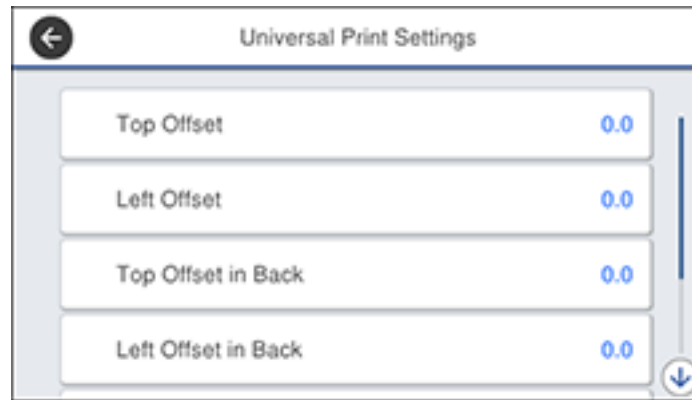 Universal Print Settings
Top Offset 0.0
Left Offset 0.0
Top Offset in Back 0.0
Left Offset in Back 0.0